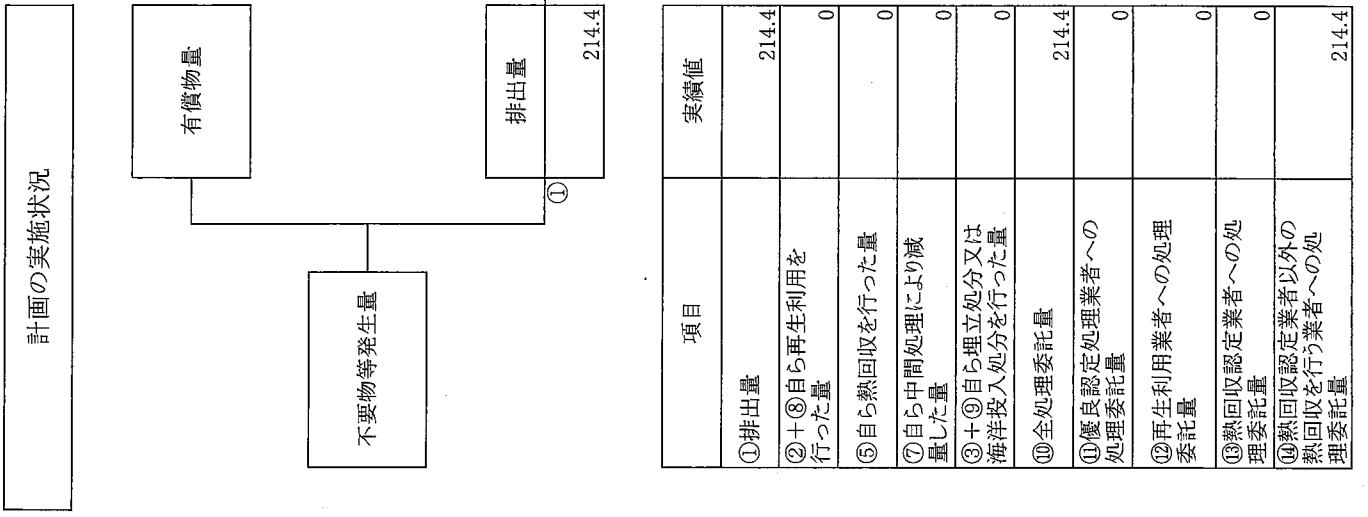 計画の実施状況
有償物量
不要物等発生量
排出量
①
214.4
項目
実績値
①排出量
214.4
②+⑧自ら再生利用を
行った量
0
⑤自ら熱回収を行った量
0
⑦自ら中間処理により減
量した量
0
③+⑨自ら埋立処分又は
海洋投入処分を行った量
0
⑩全処理委託量
214.4
⑪優良認定処理業者への
処理委託量
0
⑫再生利用業者への処理
委託量
0
⑬熱回収認定業者への処
理委託量
0
⑭熱回収認定業者以外の
熱回収を行う業者への処
理委託量
214.4